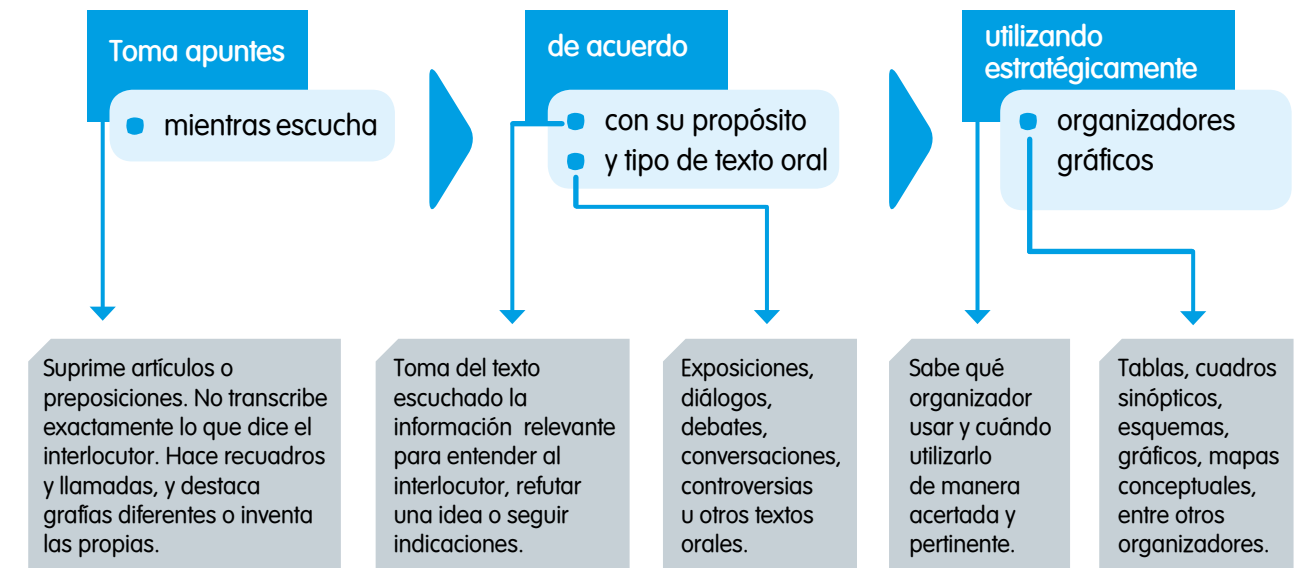 Toma apuntes
mientras escucha
de acuerdo
con su propósito
y tipo de texto oral
utilizando
estratégicamente
organizadores
gráficos
Suprime artículos o
preposiciones. No transcribe
exactamente lo que dice el
interlocutor. Hace recuadros
y llamadas, y destaca
grafías diferentes o inventa
las propias.
Toma del texto
escuchado la
información relevante
para entender al
interlocutor, refutar
una idea o seguir
indicaciones.
Exposiciones,
diálogos,
debates,
conversaciones,
controversias
u otros textos
orales.
Sabe qué
organizador
usar y cuándo
utilizarlo
de manera
acertada y
pertinente.
Tablas, cuadros
sinópticos,
esquemas,
gráficos, mapas
conceptuales,
entre otros
organizadores.